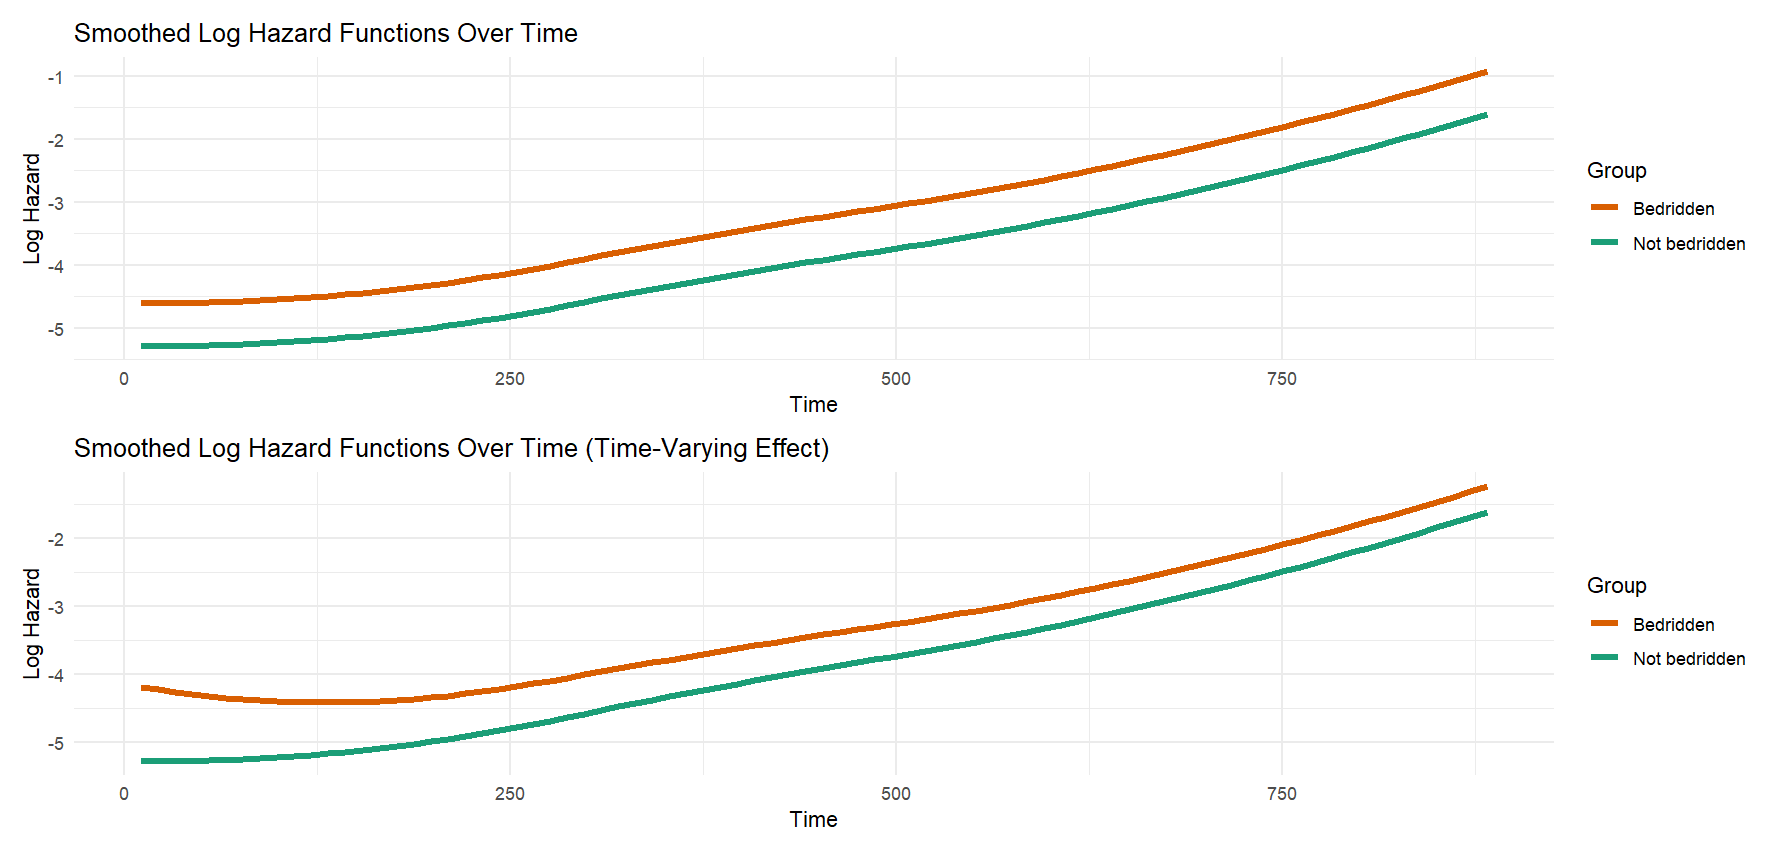 Smoothed Log Hazard Functions Over Time
Log Hazard
-1
-2
-3
-4
-5
0 250 500 750
Time
Group
Bedridden
Not bedridden
Smoothed Log Hazard Functions Over Time (Time-Varying Effect)
Log Hazard
-2
-3
-4
-5
0 250 500 750
Time
Group
Bedridden
Not bedridden